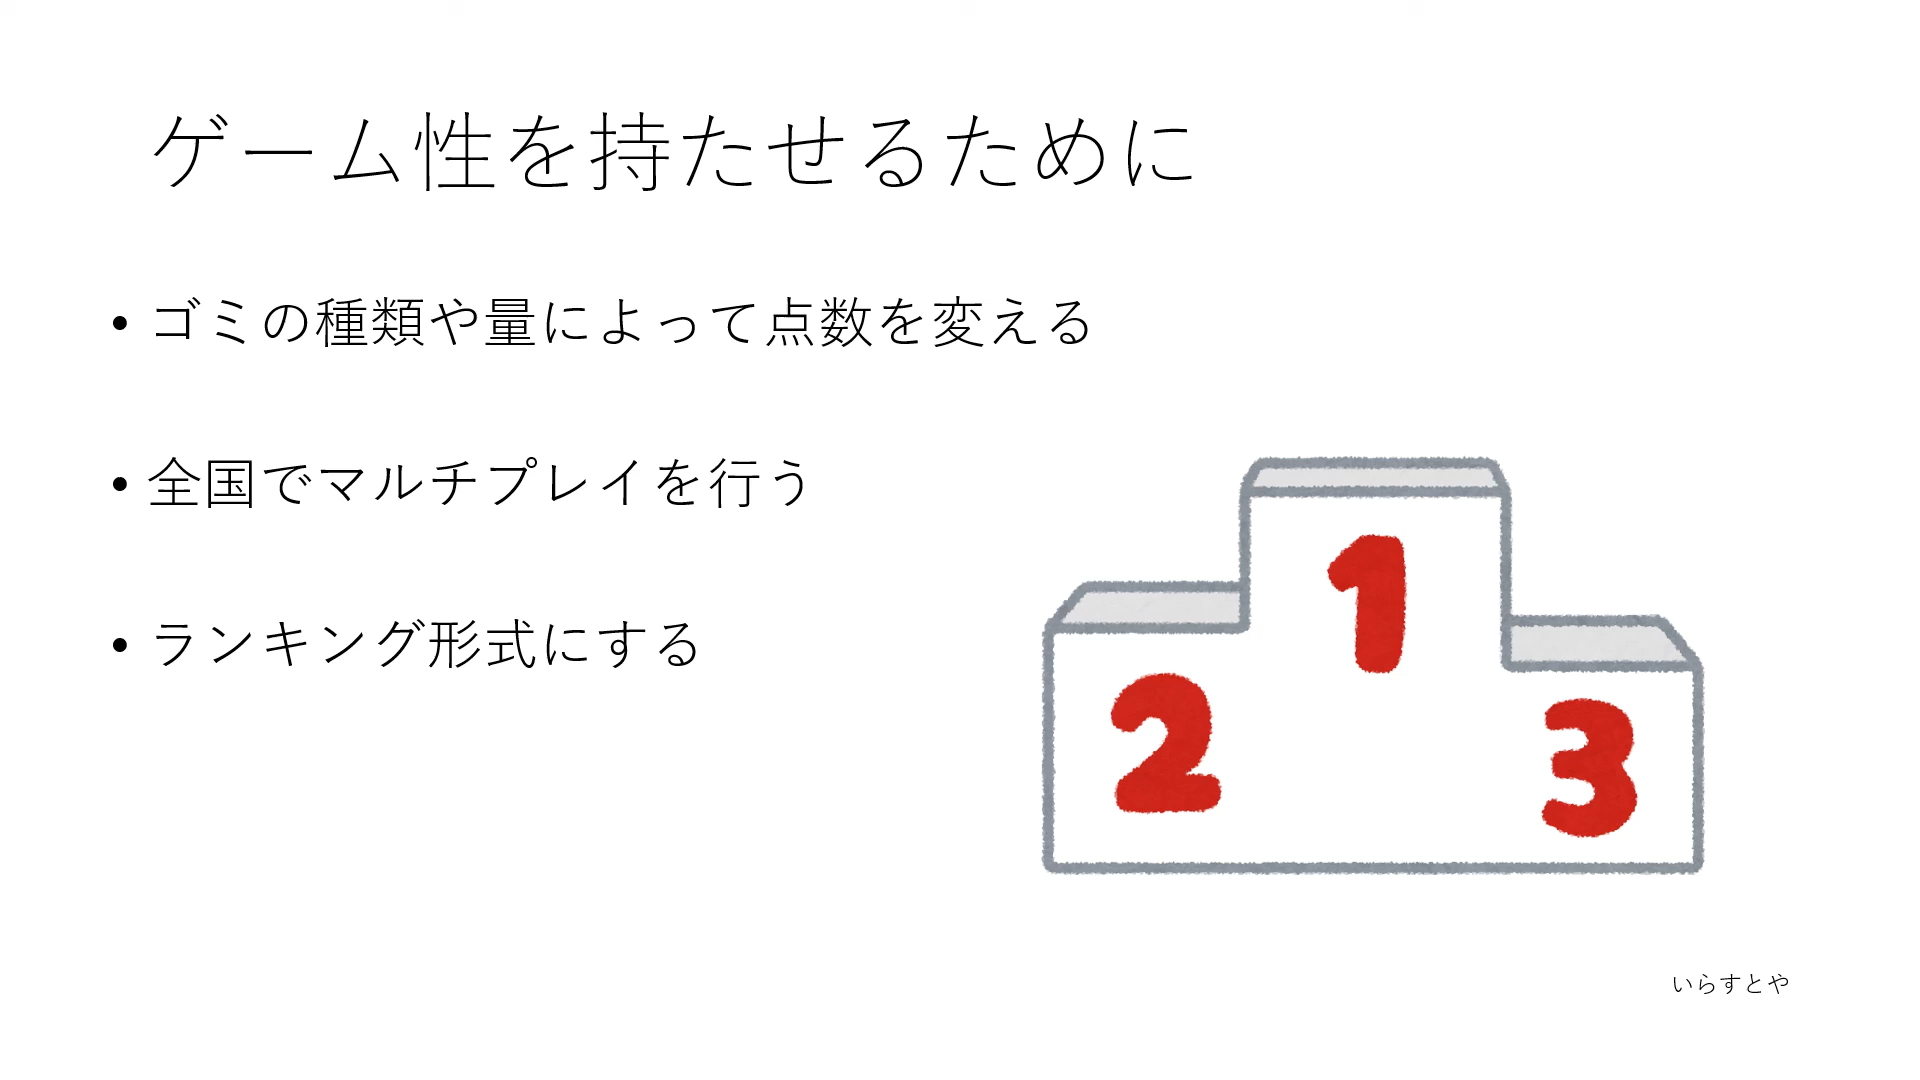 ゲーム性を持たせるために
• ゴミの種類や量によって点数を変える
• 全国でマルチプレイを行う
• ランキング形式にする
1
2
3
いらすとや